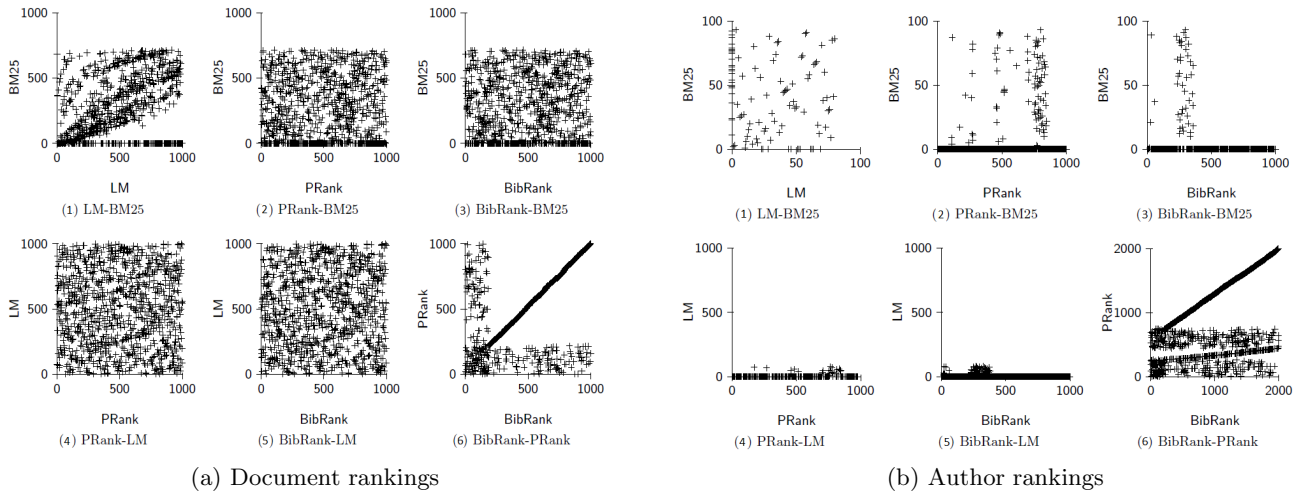 1000
500
0
0 500 1000
BM25
LM
(1) LM-BM25
1000
500
0
0 500 1000
BM25
PRank
(2) PRank-BM25
1000
500
0
0 500 1000
BM25
BibRank
(3) BibRank-BM25
1000
500
0
0 500 1000
LM
PRank
(4) PRank-LM
1000
500
0
0 500 1000
LM
BibRank
(5) BibRank-LM
1000
500
0
0 500 1000
PRank
BibRank
(6) BibRank-PRank
(a) Document rankings
100
50
0
0 50 100
BM25
LM
(1) LM-BM25
100
50
0
0 500 1000
BM25
PRank
(2) PRank-BM25
100
50
0
0 500 1000
BM25
BibRank
(3) BibRank-BM25
1000
500
0
0 500 1000
LM
PRank
(4) PRank-LM
1000
500
0
0 500 1000
LM
BibRank
(5) BibRank-LM
2000
1000
0
0 1000 2000
PRank
BibRank
(6) BibRank-PRank
(b) Author rankings